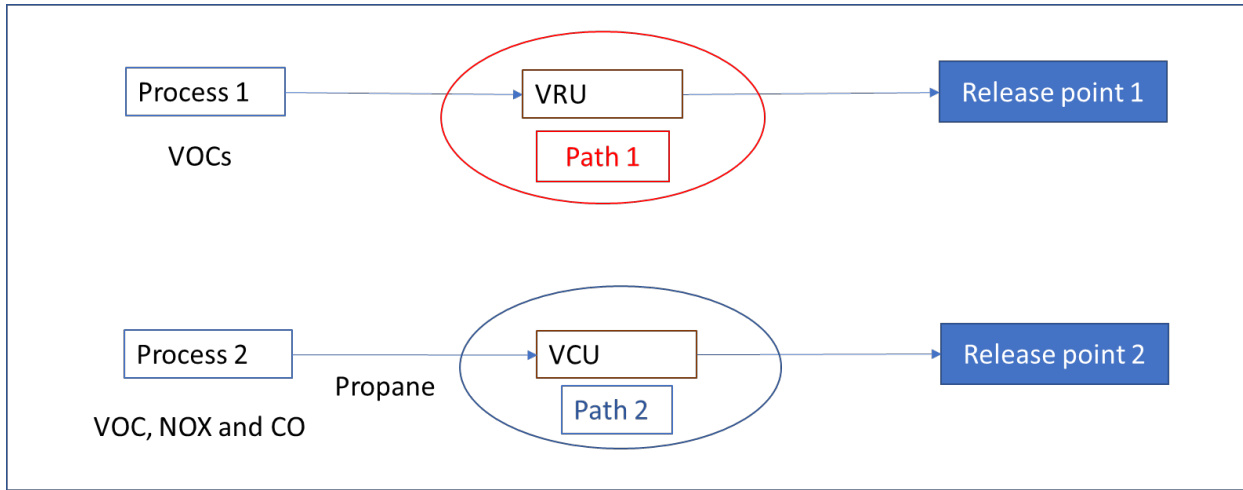 Process 1
VRU
Release point 1
VOCs
Path 1
Process 2
VCU
Release point 2
Propane
Path 2
VOC, NOX and CO